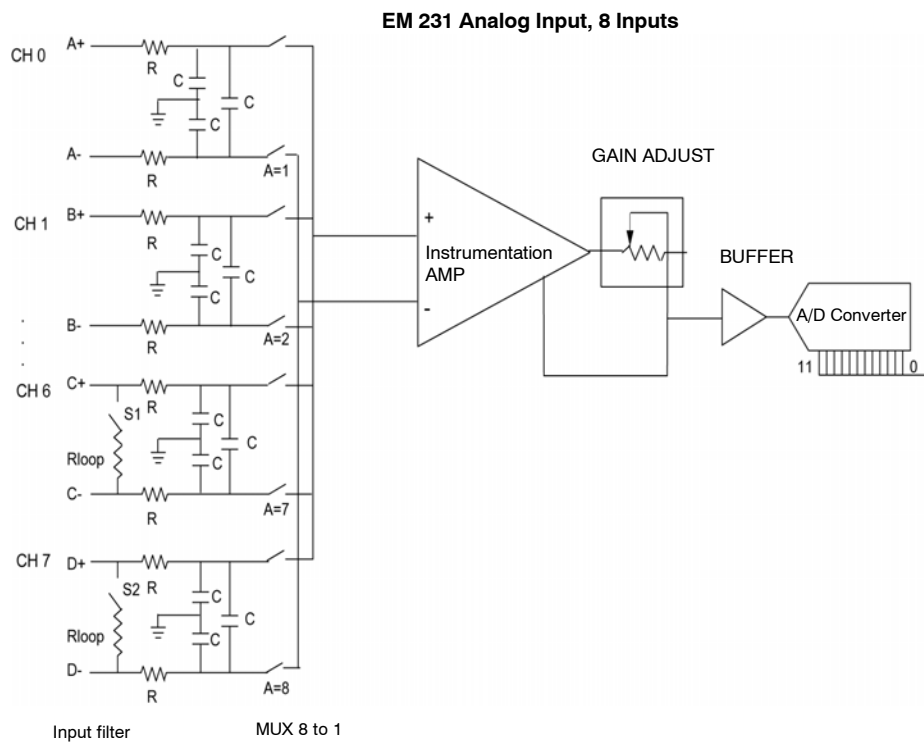 EM 231 Analog Input, 8 Inputs
CH 0
A+
R
C
C
C
A-
R
A=1
CH 1
B+
R
C
C
C
B-
R
A=2
.
.
.
CH 6
C+
S1
R
C
C
C
Rloop
C-
R
A=7
CH 7
D+
S2
R
C
C
C
Rloop
D-
R
A=8
Input filter
MUX 8 to 1
+
Instrumentation
AMP
-
GAIN ADJUST
BUFFER
A/D Converter
11
0